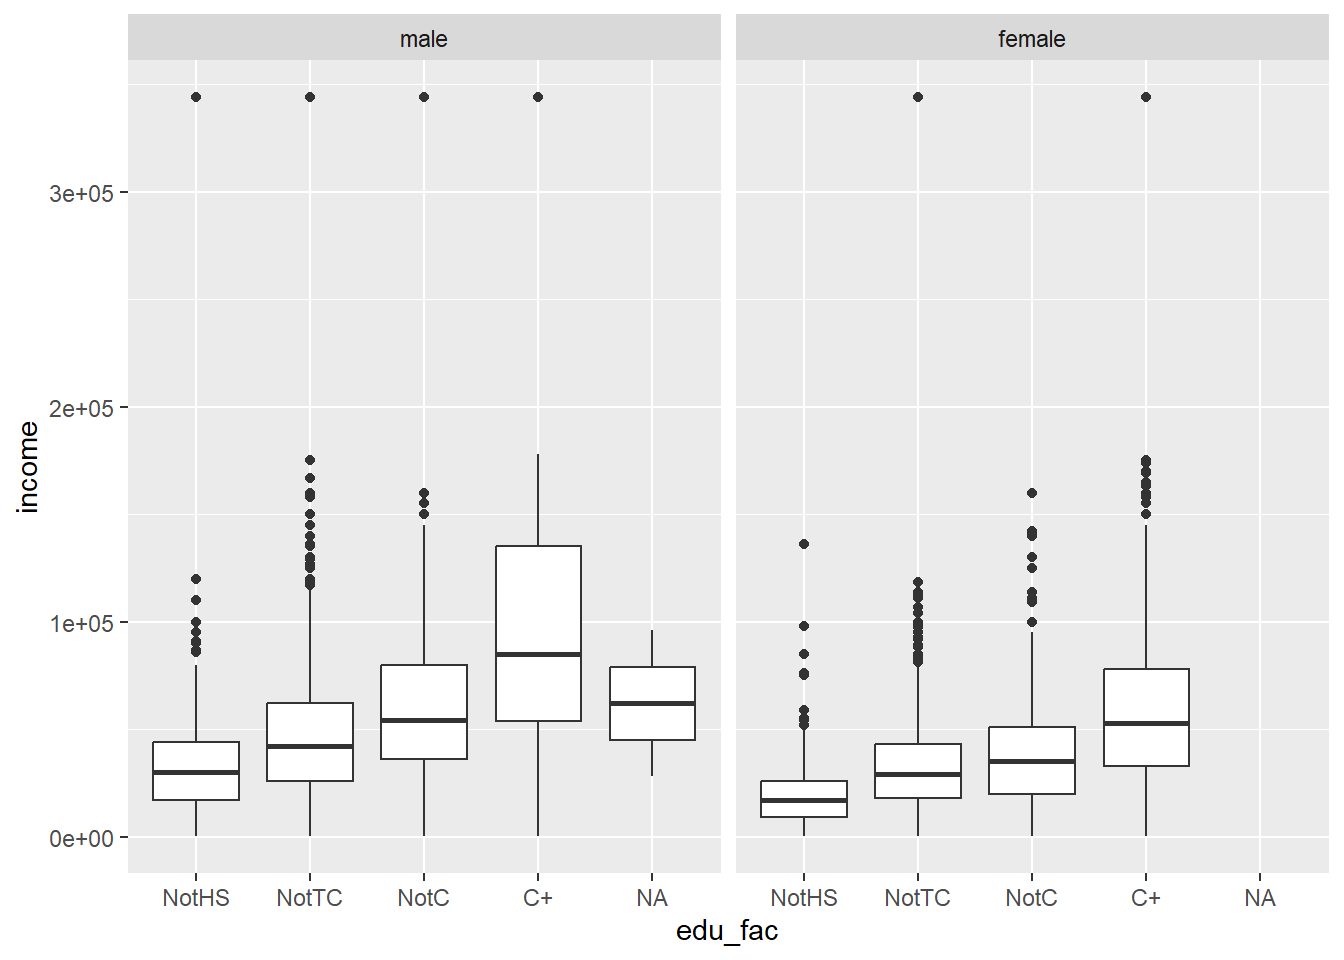 male
female
3e+05
2e+05
1e+05
0e+00
income
NotHS NotTC NotC C+ NA
NotHS NotTC NotC C+ NA
edu_fac